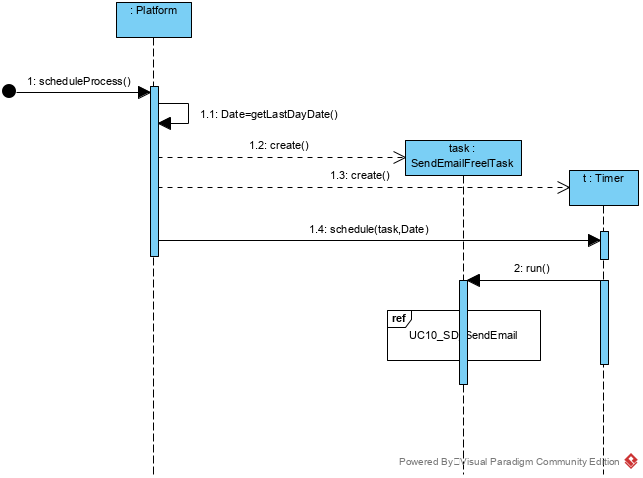 : Platform
1: scheduleProcess()
1.1: Date=getLastDayDate()
1.2: create()
task :
SendEmailFreelTask
1.3: create()
t : Timer
1.4: schedule(task,Date)
2: run()
ref
UC10_SD_SendEmail
Powered By Visual Paradigm Community Edition